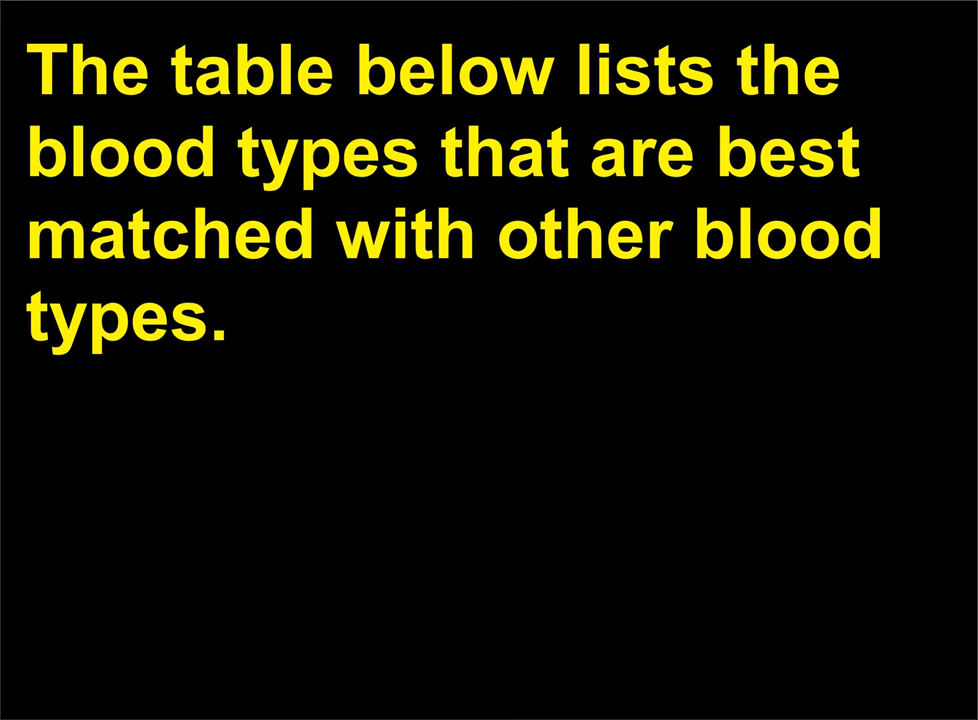 The table below lists the
blood types that are best
matched with other blood
types.